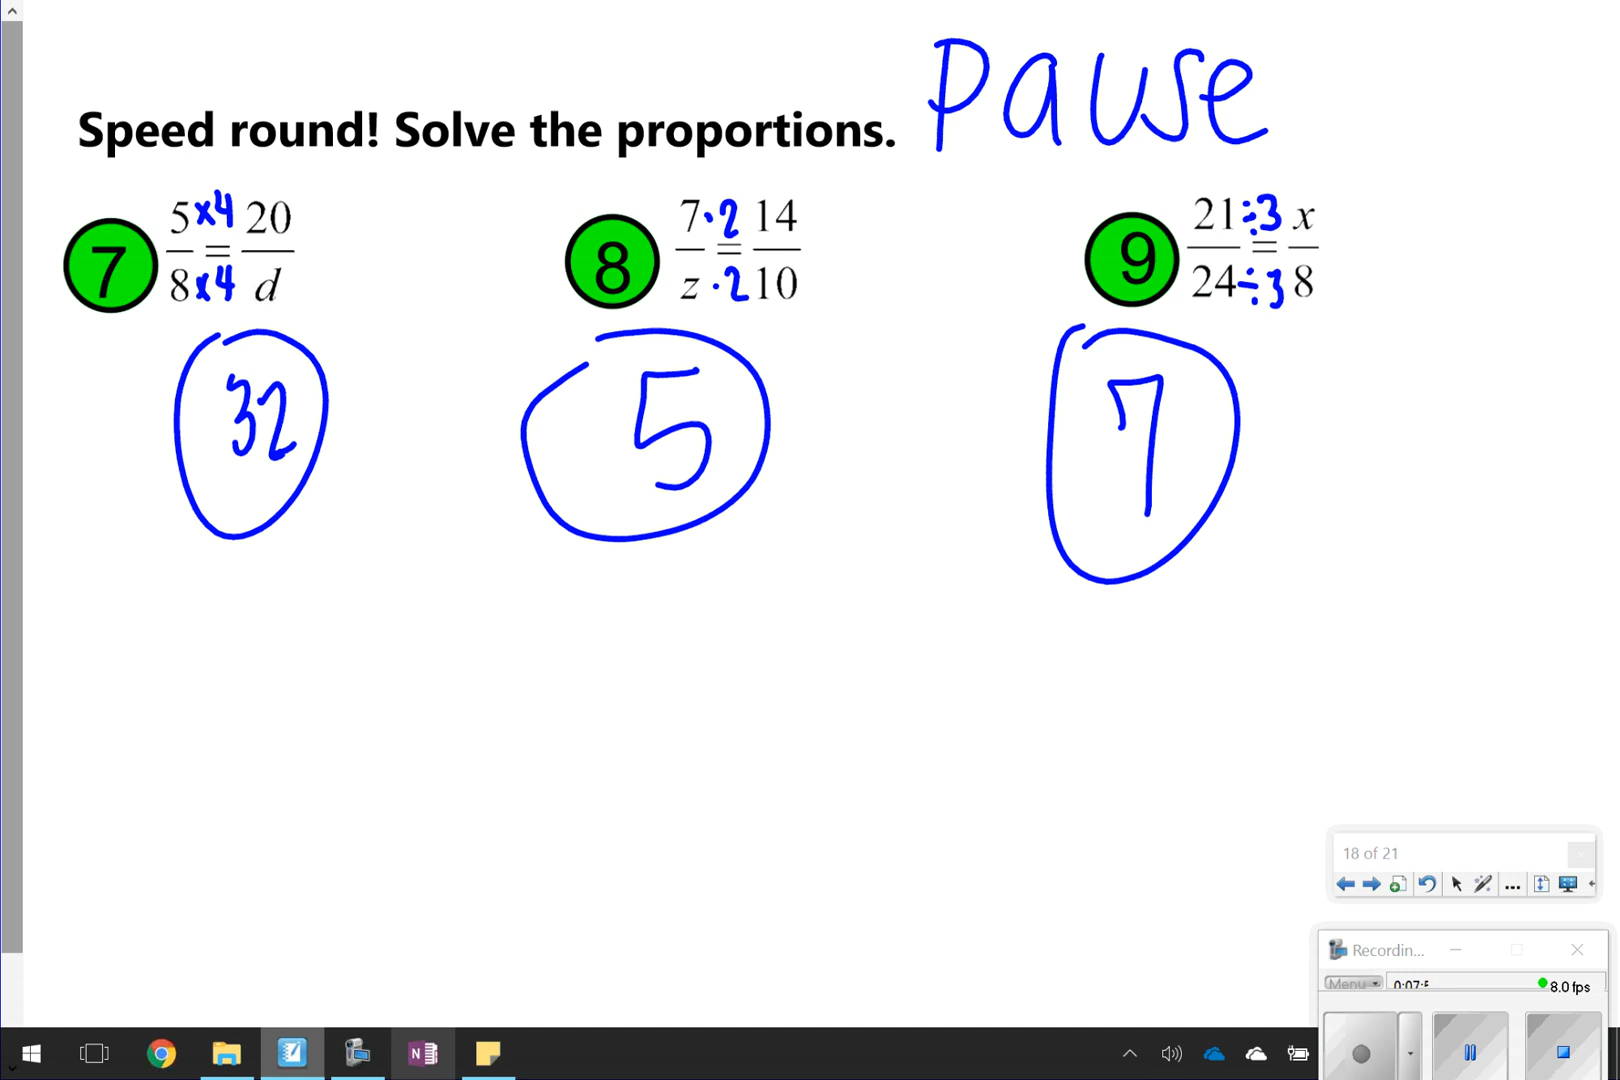 pause
Speed round! Solve the proportions.
7 5/8 ×4 ×4 = 20/d
8 7/z ·2 ·2 = 14/10
9 21/24 ÷3 ÷3 = x/8
32
5
7
18 of 21
...
Recordin...
Menu
8.0 fps